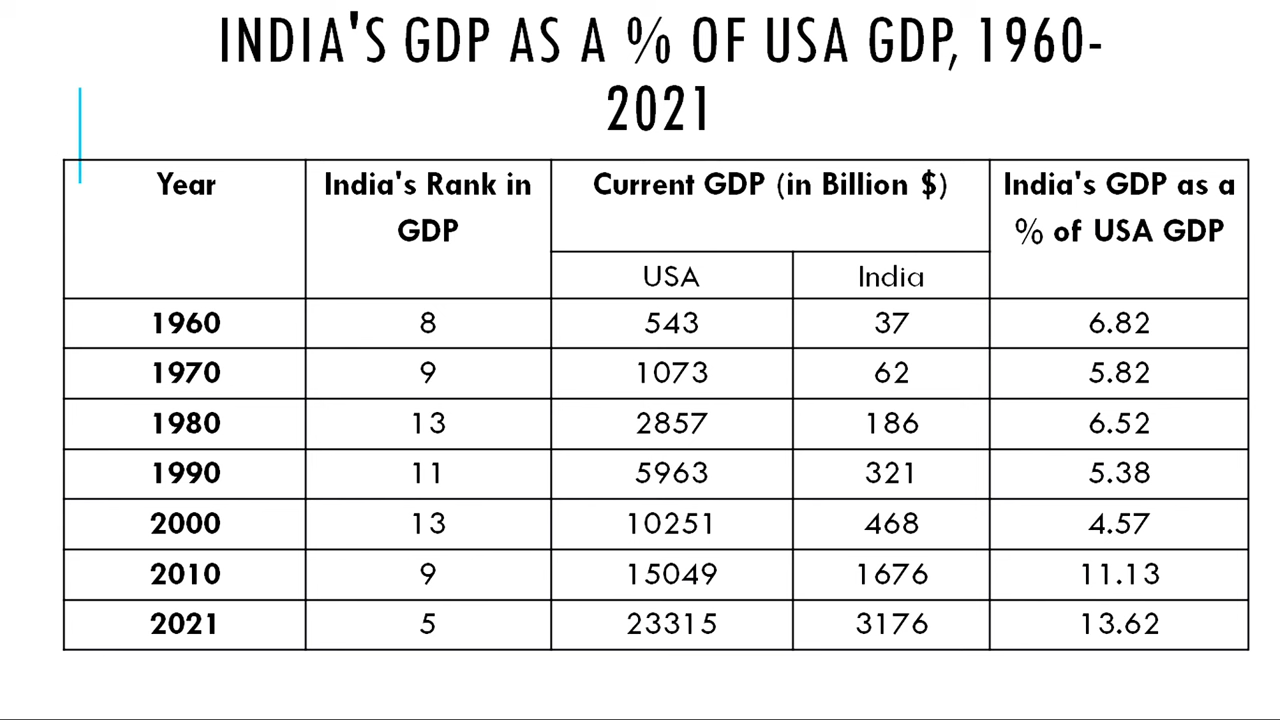 INDIA'S GDP AS A % OF USA GDP, 1960-
2021
Year India's Rank in Current GDP (in Billion $) India's GDP as a
GDP % of USA GDP
USA India
1960 8 543 37 6.82
1970 9 1073 62 5.82
1980 13 2857 186 6.52
1990 11 5963 321 5.38
2000 13 10251 468 4.57
2010 9 15049 1676 11.13
2021 5 23315 3176 13.62